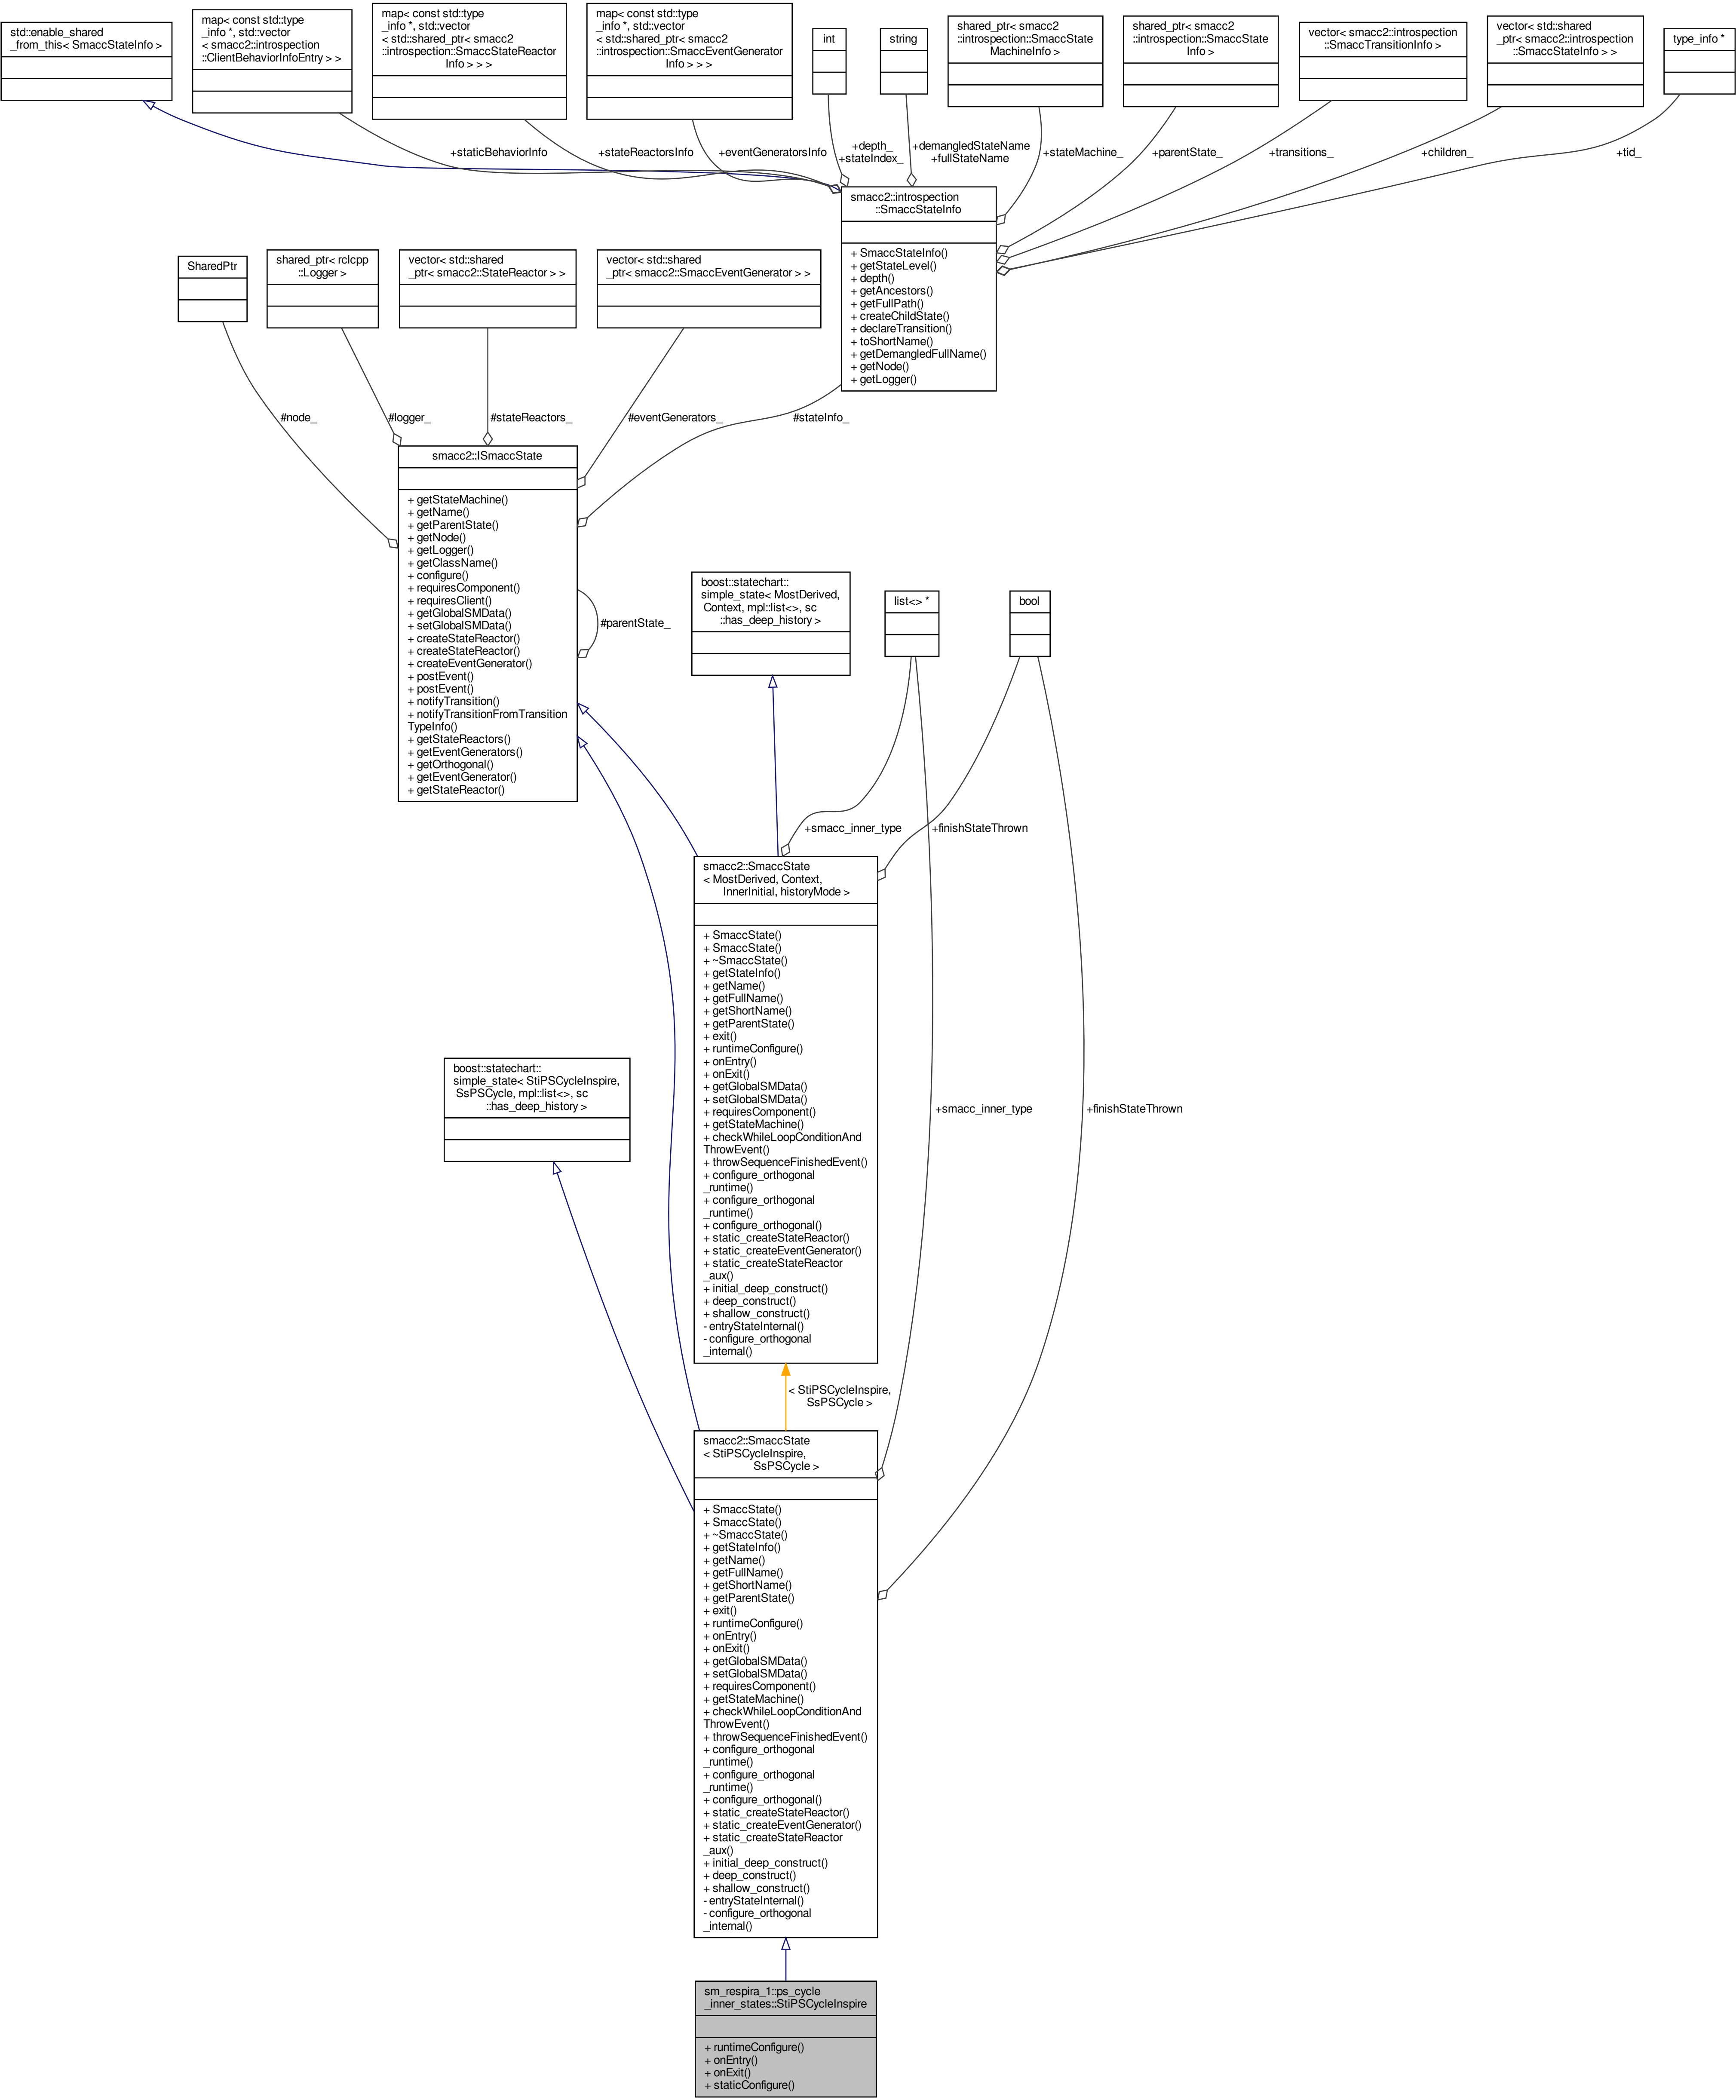 std::enable_shared
_from_this< SmaccStateInfo >
map< const std::type
_info *, std::vector
< smacc2::introspection
::ClientBehaviorInfoEntry > >
map< const std::type
_info *, std::vector
< std::shared_ptr< smacc2
::introspection::SmaccStateReactor
Info > > >
map< const std::type
_info *, std::vector
< std::shared_ptr< smacc2
::introspection::SmaccEventGenerator
Info > > >
int
string
shared_ptr< smacc2
::introspection::SmaccState
MachineInfo >
shared_ptr< smacc2
::introspection::SmaccState
Info >
vector< smacc2::introspection
::SmaccTransitionInfo >
vector< std::shared
_ptr< smacc2::introspection
::SmaccStateInfo > >
type_info *
+staticBehaviorInfo
+stateReactorsInfo
+eventGeneratorsInfo
+depth_
+stateIndex_
+demangledStateName
+fullStateName
+stateMachine_
+parentState_
+transitions_
+children_
+tid_
smacc2::introspection
::SmaccStateInfo
+ SmaccStateInfo()
+ getStateLevel()
+ depth()
+ getAncestors()
+ getFullPath()
+ createChildState()
+ declareTransition()
+ toShortName()
+ getDemangledFullName()
+ getNode()
+ getLogger()
SharedPtr
shared_ptr< rclcpp
::Logger >
vector< std::shared
_ptr< smacc2::StateReactor > >
vector< std::shared
_ptr< smacc2::SmaccEventGenerator > >
#node_
#logger_
#stateReactors_
#eventGenerators_
#stateInfo_
smacc2::ISmaccState
+ getStateMachine()
+ getName()
+ getParentState()
+ getNode()
+ getLogger()
+ getClassName()
+ configure()
+ requiresComponent()
+ requiresClient()
+ getGlobalSMData()
+ setGlobalSMData()
+ createStateReactor()
+ createStateReactor()
+ createEventGenerator()
+ postEvent()
+ postEvent()
+ notifyTransition()
+ notifyTransitionFromTransition
TypeInfo()
+ getStateReactors()
+ getEventGenerators()
+ getOrthogonal()
+ getEventGenerator()
+ getStateReactor()
#parentState_
boost::statechart::
simple_state< MostDerived,
Context, mpl::list<>, sc
::has_deep_history >
list<> *
bool
+smacc_inner_type
+finishStateThrown
smacc2::SmaccState
< MostDerived, Context,
InnerInitial, historyMode >
+ SmaccState()
+ SmaccState()
+ ~SmaccState()
+ getStateInfo()
+ getName()
+ getFullName()
+ getShortName()
+ getParentState()
+ exit()
+ runtimeConfigure()
+ onEntry()
+ onExit()
+ getGlobalSMData()
+ setGlobalSMData()
+ requiresComponent()
+ getStateMachine()
+ checkWhileLoopConditionAnd
ThrowEvent()
+ throwSequenceFinishedEvent()
+ configure_orthogonal
_runtime()
+ configure_orthogonal
_runtime()
+ configure_orthogonal()
+ static_createStateReactor()
+ static_createEventGenerator()
+ static_createStateReactor
_aux()
+ initial_deep_construct()
+ deep_construct()
+ shallow_construct()
- entryStateInternal()
- configure_orthogonal
_internal()
boost::statechart::
simple_state< StiPSCycleInspire,
SsPSCycle, mpl::list<>, sc
::has_deep_history >
+smacc_inner_type
+finishStateThrown
< StiPSCycleInspire,
SsPSCycle >
smacc2::SmaccState
< StiPSCycleInspire,
SsPSCycle >
+ SmaccState()
+ SmaccState()
+ ~SmaccState()
+ getStateInfo()
+ getName()
+ getFullName()
+ getShortName()
+ getParentState()
+ exit()
+ runtimeConfigure()
+ onEntry()
+ onExit()
+ getGlobalSMData()
+ setGlobalSMData()
+ requiresComponent()
+ getStateMachine()
+ checkWhileLoopConditionAnd
ThrowEvent()
+ throwSequenceFinishedEvent()
+ configure_orthogonal
_runtime()
+ configure_orthogonal
_runtime()
+ configure_orthogonal()
+ static_createStateReactor()
+ static_createEventGenerator()
+ static_createStateReactor
_aux()
+ initial_deep_construct()
+ deep_construct()
+ shallow_construct()
- entryStateInternal()
- configure_orthogonal
_internal()
sm_respira_1::ps_cycle
_inner_states::StiPSCycleInspire
+ runtimeConfigure()
+ onEntry()
+ onExit()
+ staticConfigure()